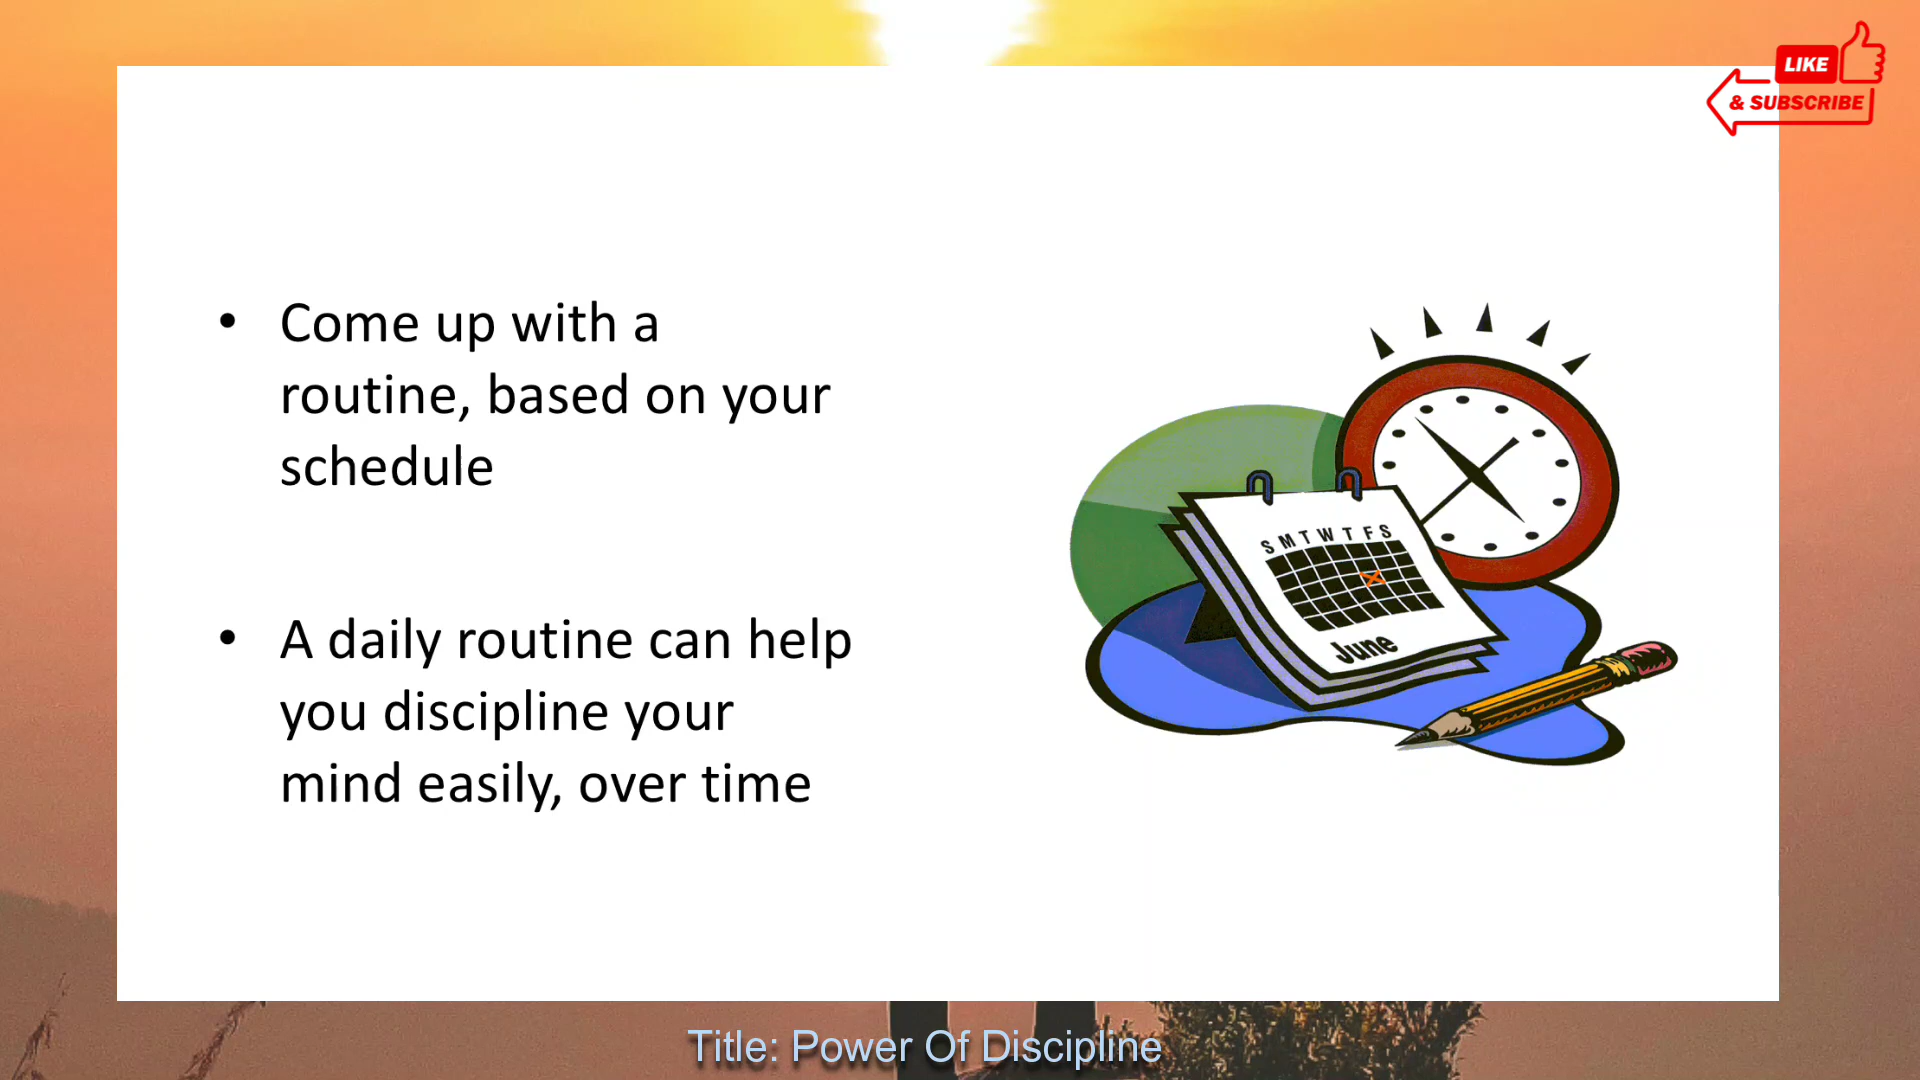 LIKE
& SUBSCRIBE
• Come up with a
routine, based on your
schedule
• A daily routine can help
you discipline your
mind easily, over time
S M T W T F S
June
Title: Power Of Discipline